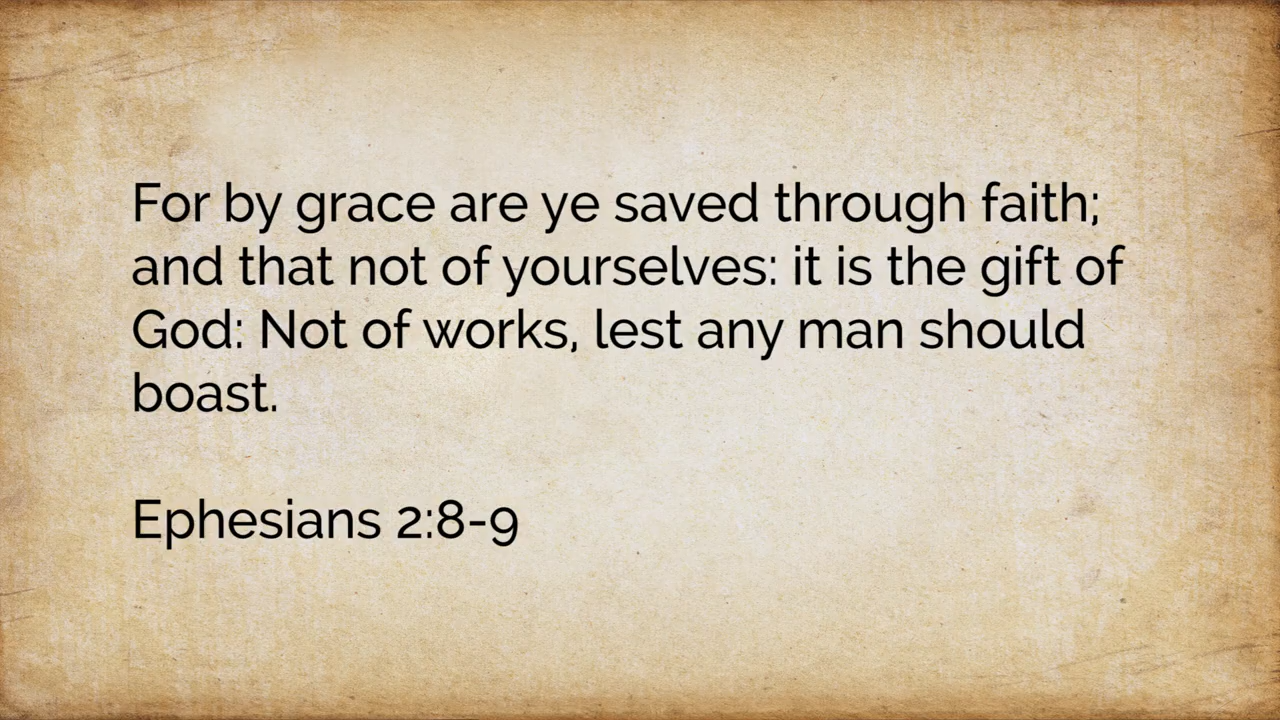 For by grace are ye saved through faith;
and that not of yourselves: it is the gift of
God: Not of works, lest any man should
boast.
Ephesians 2:8-9